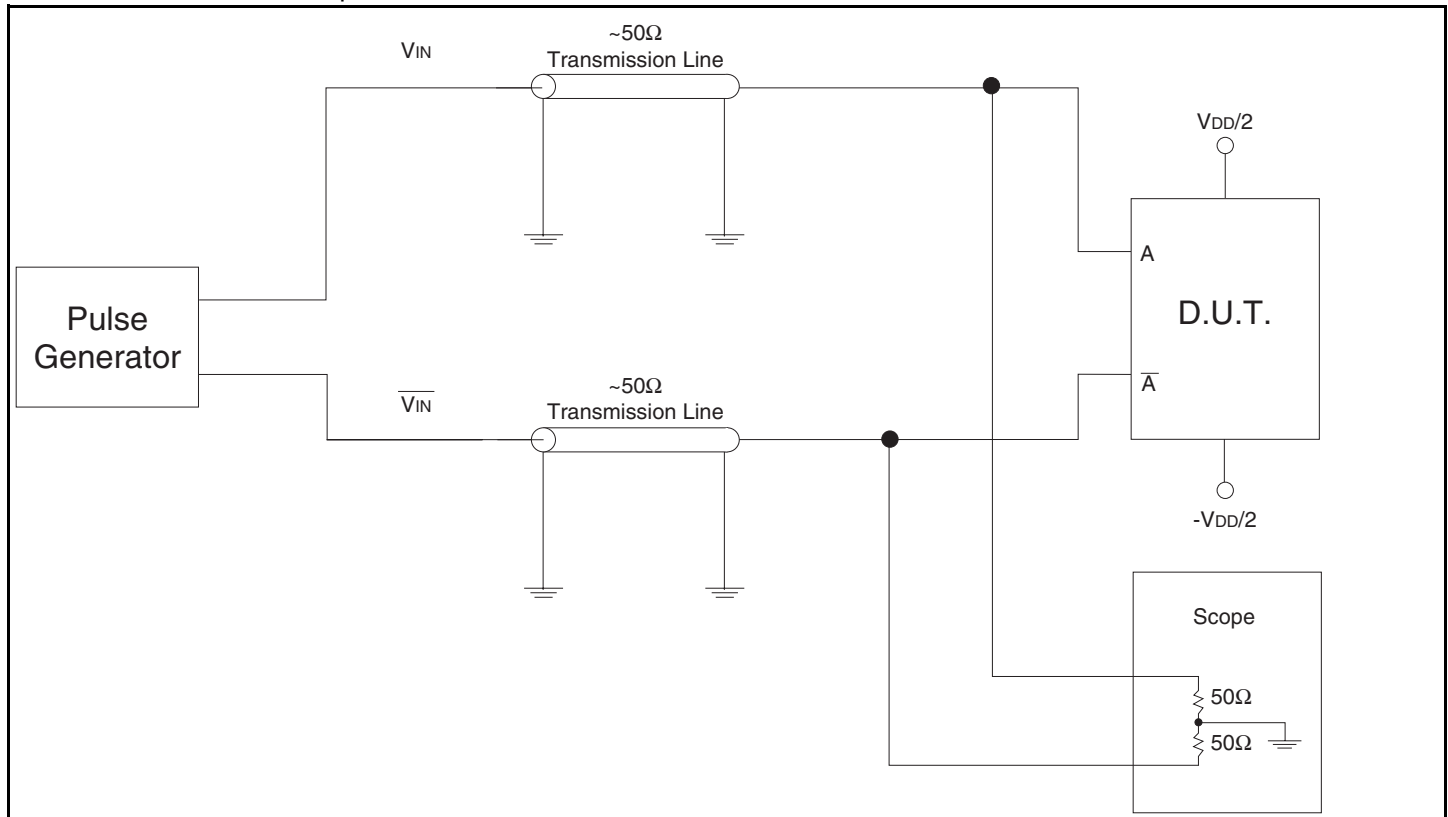 VIN
~50Ω
Transmission Line
VDD/2
A
Pulse
Generator
D.U.T.
VIN
~50Ω
Transmission Line
A
-VDD/2
Scope
50Ω
50Ω